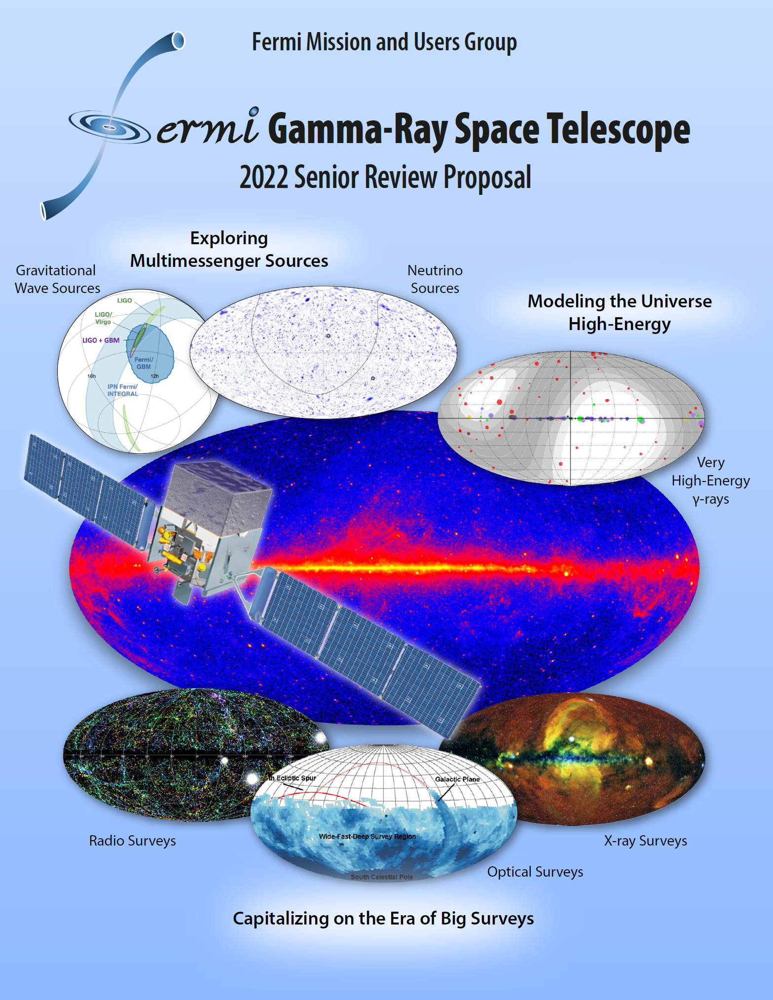 Fermi Mission and Users Group
Fermi Gamma-Ray Space Telescope
2022 Senior Review Proposal
Exploring
Multimessenger Sources
Gravitational
Wave Sources
Neutrino
Sources
Modeling the Universe
High-Energy
LIGO
LIGO/
Virgo
LIGO + GBM
Fermi/
GBM
16h
12h
IPN Fermi/
INTEGRAL
Very
High-Energy
γ-rays
th Ecliptic Spur
Galactic Plane
Wide-Fast-Deep Survey Region
South Celestial Pole
Radio Surveys
X-ray Surveys
Optical Surveys
Capitalizing on the Era of Big Surveys